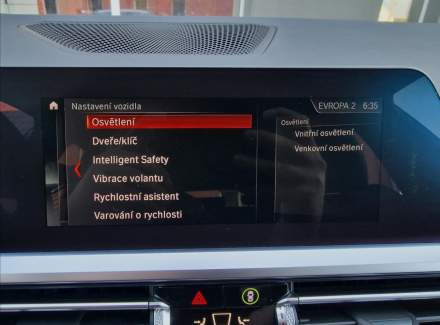 Nastavení vozidla
EVROPA 2 6:35
Osvětlení
Dveře/klíč
Intelligent Safety
Vibrace volantu
Rychlostní asistent
Varování o rychlosti
Osvětlení
Vnitřní osvětlení
Venkovní osvětlení